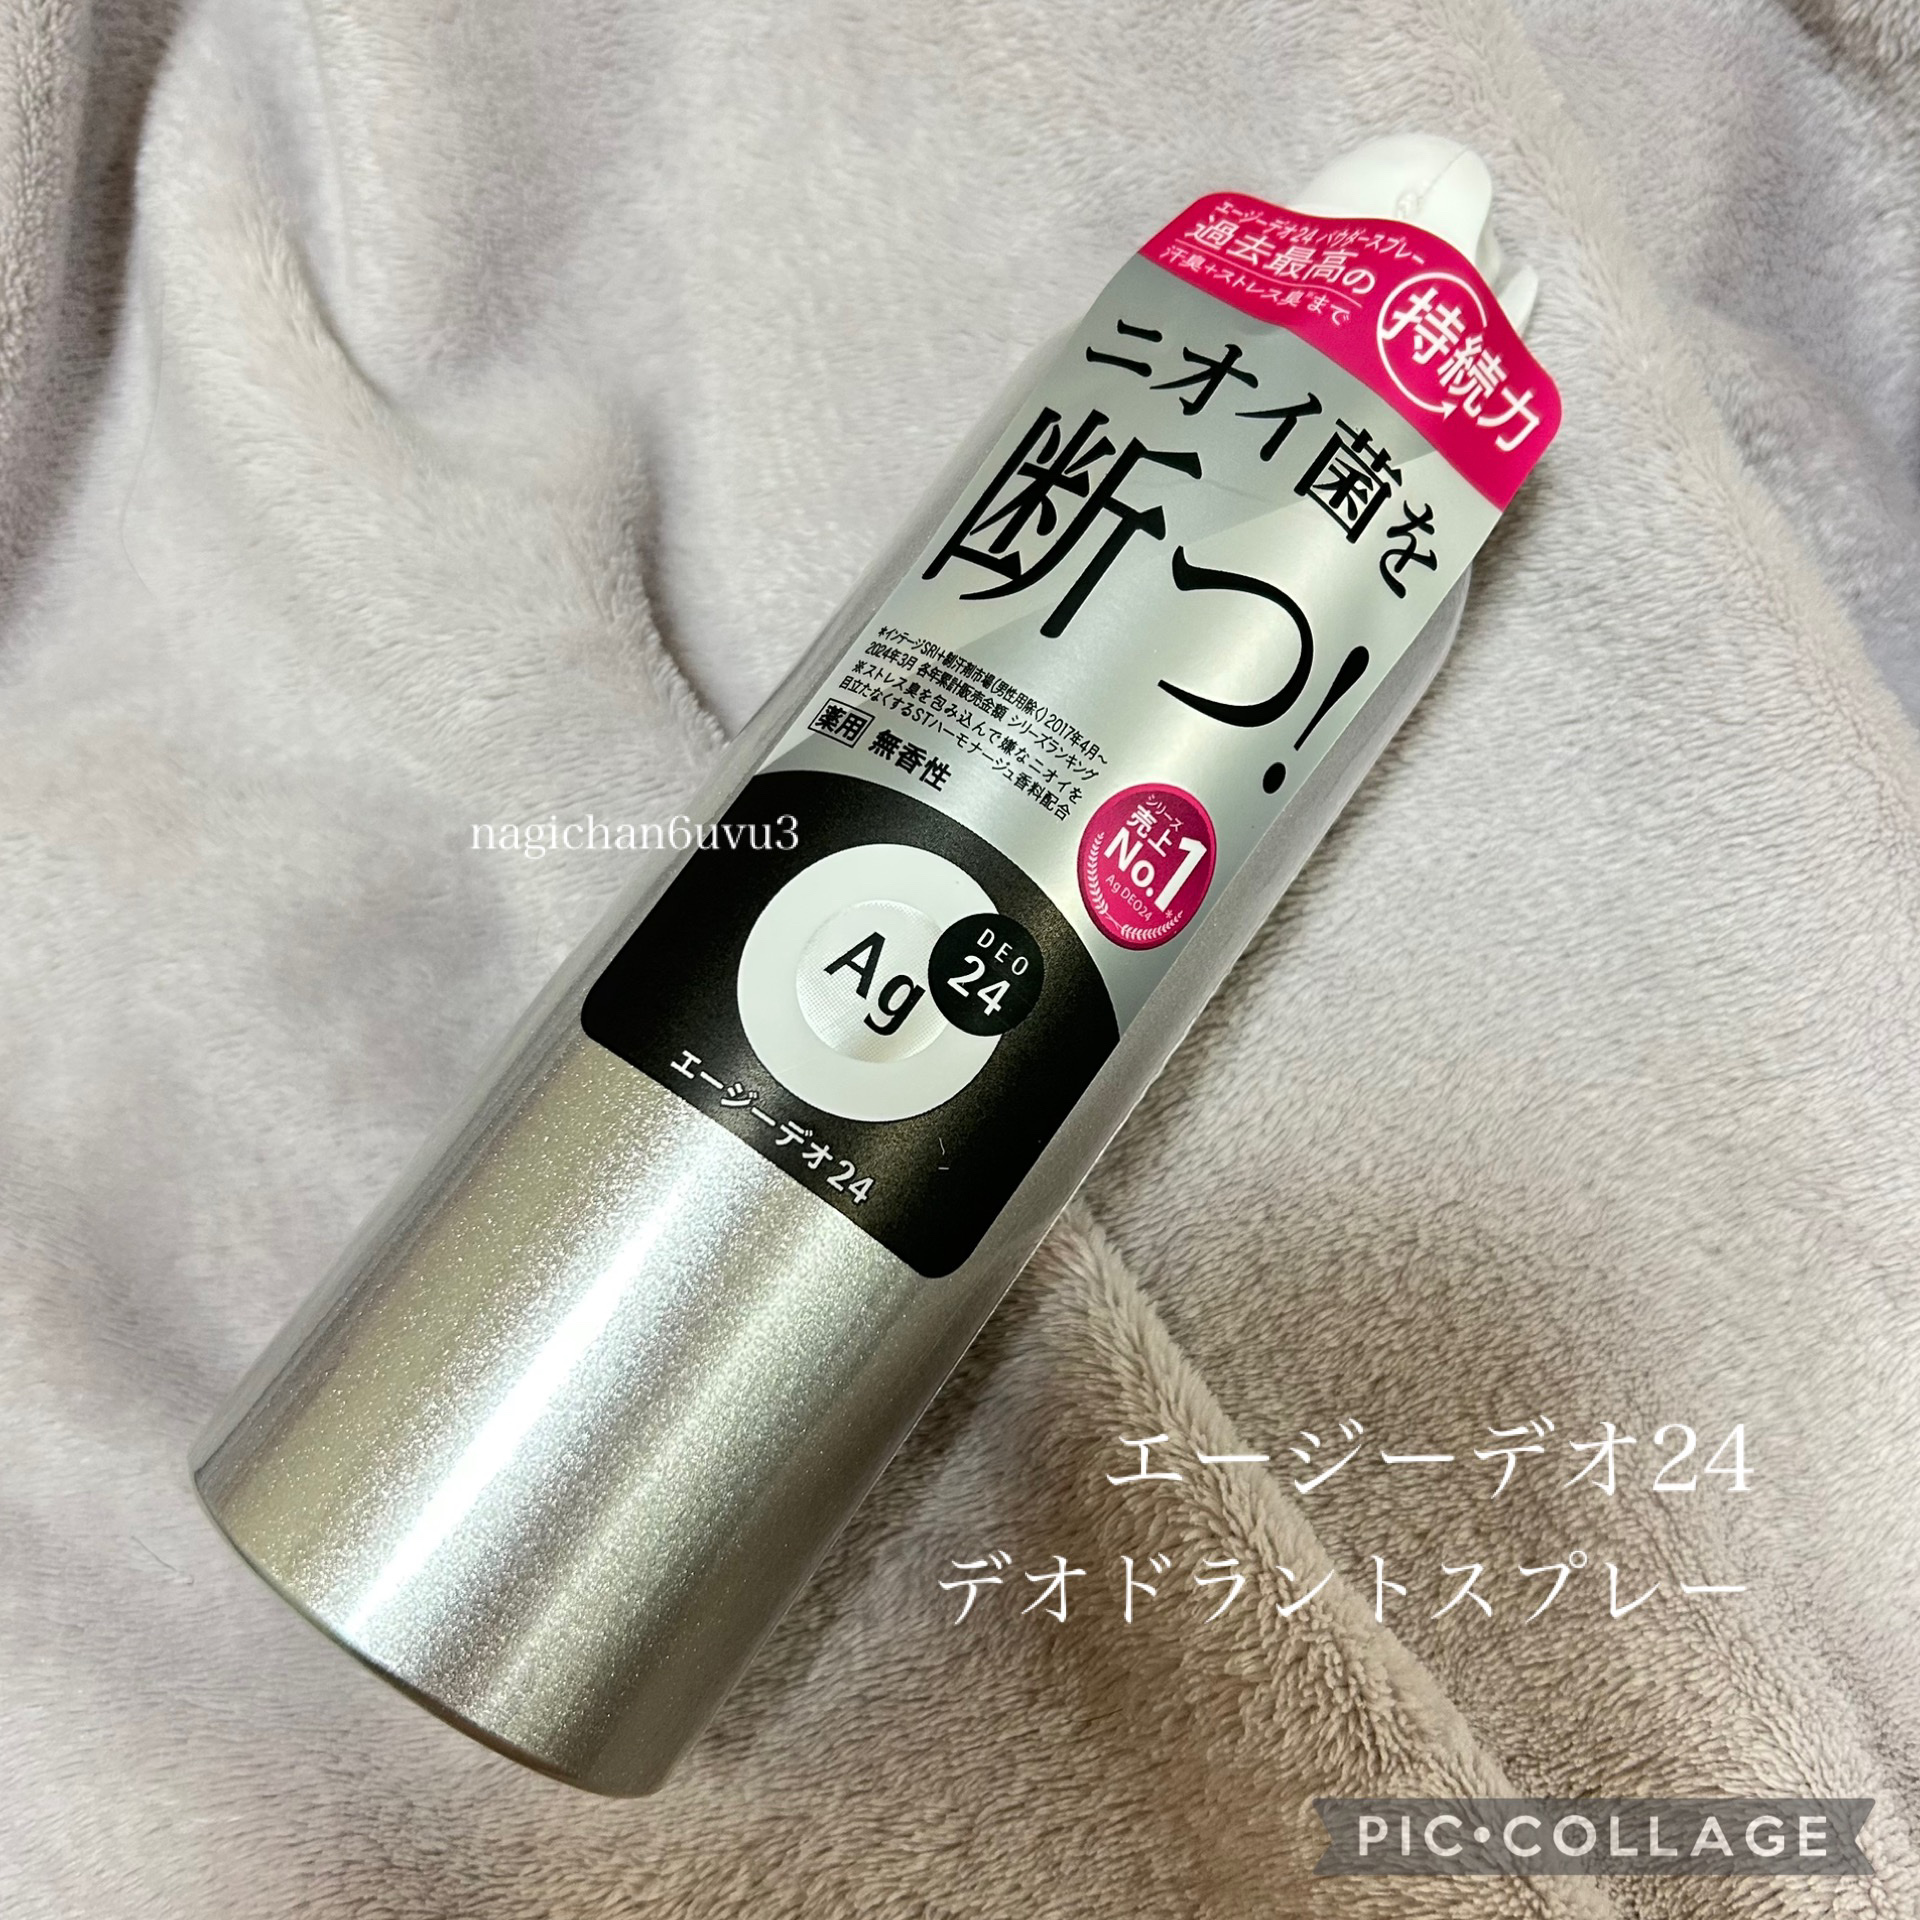 エージーデオ24 パウダースプレー
過去最高の
汗臭+ストレス臭※まで
持続力
ニオイ菌を
断つ!
*インテージSRI+制汗剤市場(男性用除く)2017年4月〜
2024年3月 各年累計販売金額 シリーズランキング
※ストレス臭を包み込んで嫌なニオイを
目立たなくするSTハーモナージュ香料配合
薬用 無香性
シリーズ
売上
No.1*
Ag DEO24
nagichan6uvu3
Ag
DEO
24
エージーデオ24
エージーデオ24
デオドラントスプレー
PIC•COLLAGE